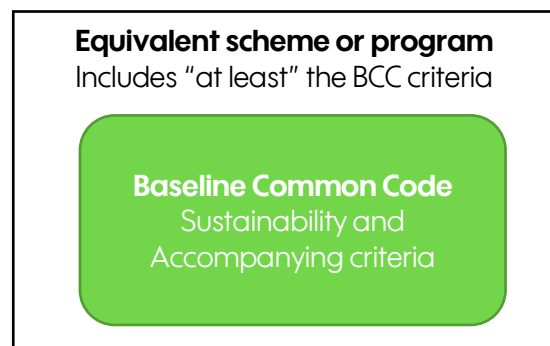 Equivalent scheme or program
Includes “at least” the BCC criteria
Baseline Common Code
Sustainability and
Accompanying criteria